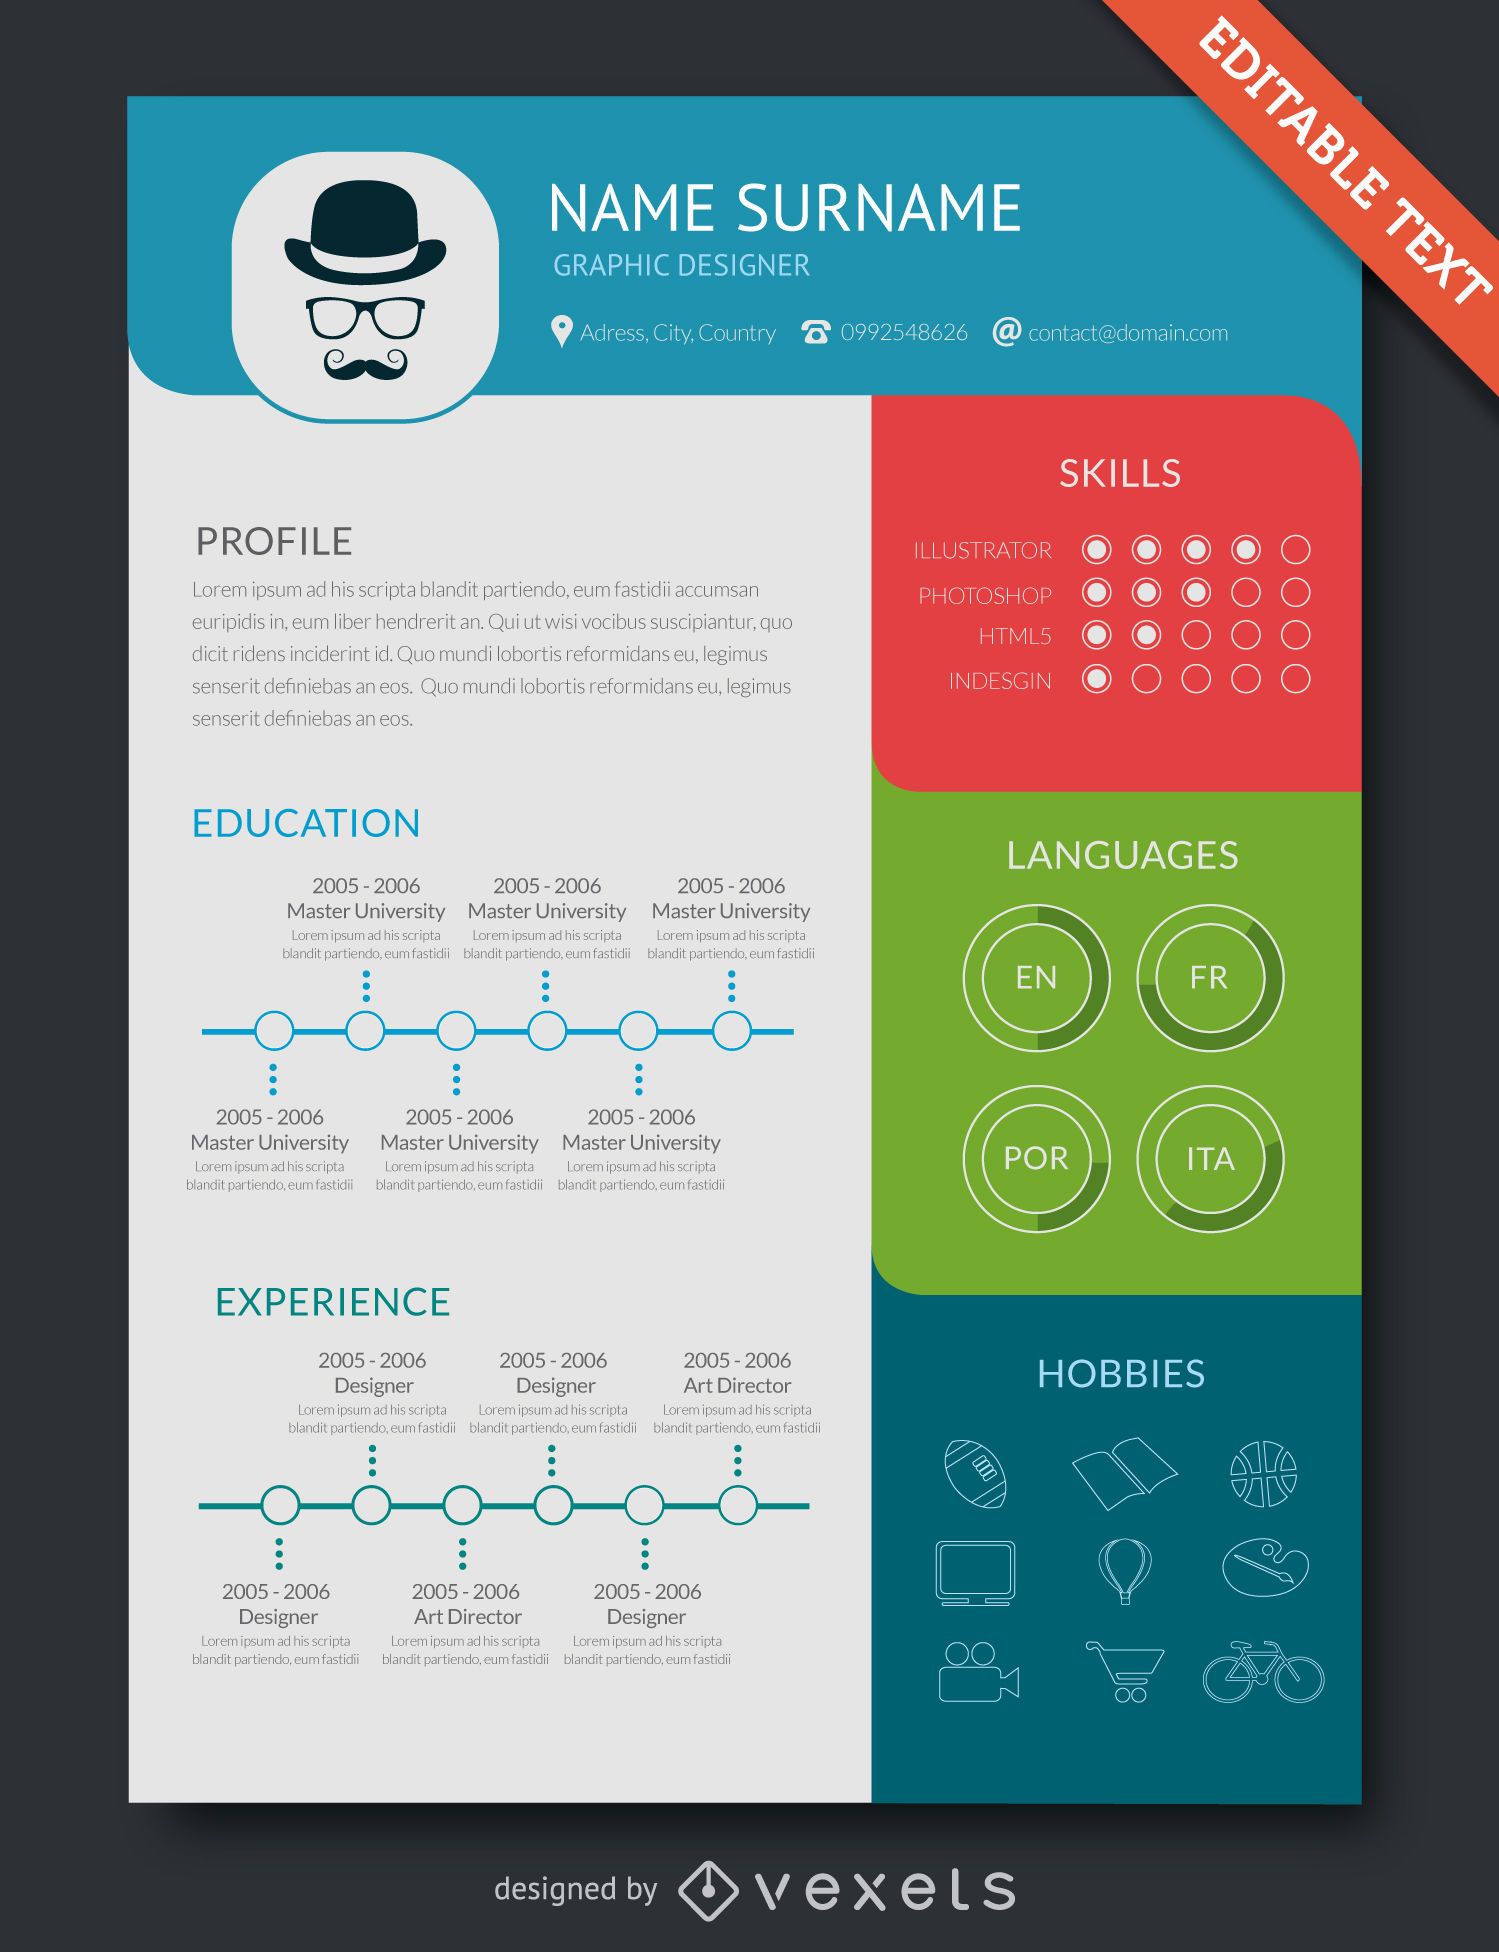 EDITABLE TEXT
NAME SURNAME
GRAPHIC DESIGNER
Adress, City, Country 0992548626 @ contact@domain.com
PROFILE
Lorem ipsum ad his scripta blandit partiendo, eum fastidii accumsan
euripidis in, eum liber hendrerit an. Qui ut wisi vocibus suscipiantur, quo
dicit ridens inciderint id. Quo mundi lobortis reformidans eu, legimus
senserit definiebas an eos. Quo mundi lobortis reformidans eu, legimus
senserit definiebas an eos.
EDUCATION
2005 - 2006
Master University
Lorem ipsum ad his scripta
blandit partiendo, eum fastidii
2005 - 2006
Master University
Lorem ipsum ad his scripta
blandit partiendo, eum fastidii
2005 - 2006
Master University
Lorem ipsum ad his scripta
blandit partiendo, eum fastidii
2005 - 2006
Master University
Lorem ipsum ad his scripta
blandit partiendo, eum fastidii
2005 - 2006
Master University
Lorem ipsum ad his scripta
blandit partiendo, eum fastidii
2005 - 2006
Master University
Lorem ipsum ad his scripta
blandit partiendo, eum fastidii
EXPERIENCE
2005 - 2006
Designer
Lorem ipsum ad his scripta
blandit partiendo, eum fastidii
2005 - 2006
Designer
Lorem ipsum ad his scripta
blandit partiendo, eum fastidii
2005 - 2006
Art Director
Lorem ipsum ad his scripta
blandit partiendo, eum fastidii
2005 - 2006
Designer
Lorem ipsum ad his scripta
blandit partiendo, eum fastidii
2005 - 2006
Art Director
Lorem ipsum ad his scripta
blandit partiendo, eum fastidii
2005 - 2006
Designer
Lorem ipsum ad his scripta
blandit partiendo, eum fastidii
SKILLS
ILLUSTRATOR
PHOTOSHOP
HTML5
INDESGIN
LANGUAGES
EN
FR
POR
ITA
HOBBIES
designed by vexels